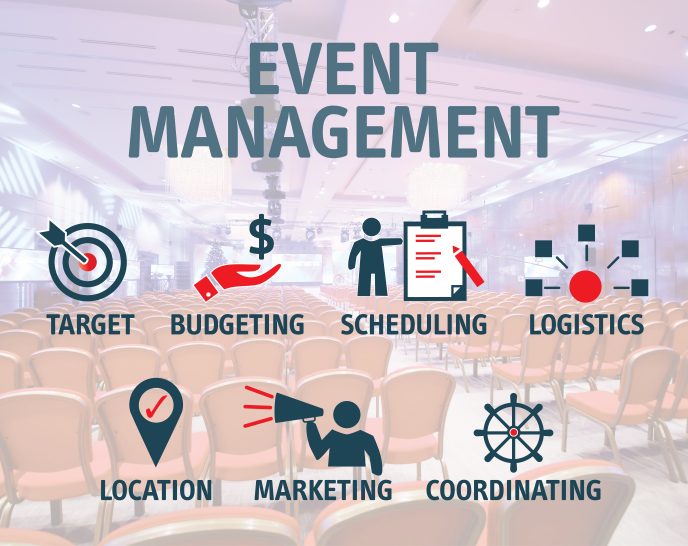 EVENT
MANAGEMENT
$
TARGET
BUDGETING
SCHEDULING
LOGISTICS
LOCATION
MARKETING
COORDINATING